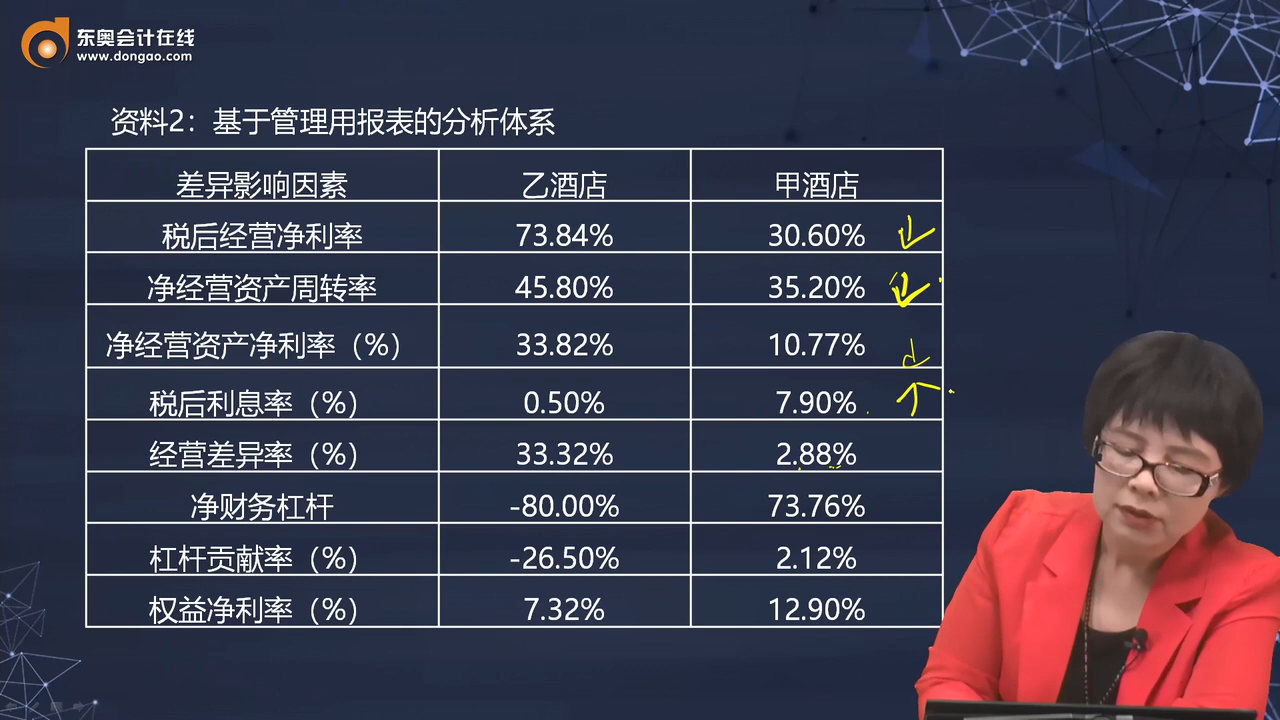 东奥会计在线
www.dongao.com
资料2：基于管理用报表的分析体系
差异影响因素 乙酒店 甲酒店
税后经营净利率 73.84% 30.60%
净经营资产周转率 45.80% 35.20%
净经营资产净利率（%） 33.82% 10.77%
税后利息率（%） 0.50% 7.90%
经营差异率（%） 33.32% 2.88%
净财务杠杆 -80.00% 73.76%
杠杆贡献率（%） -26.50% 2.12%
权益净利率（%） 7.32% 12.90%